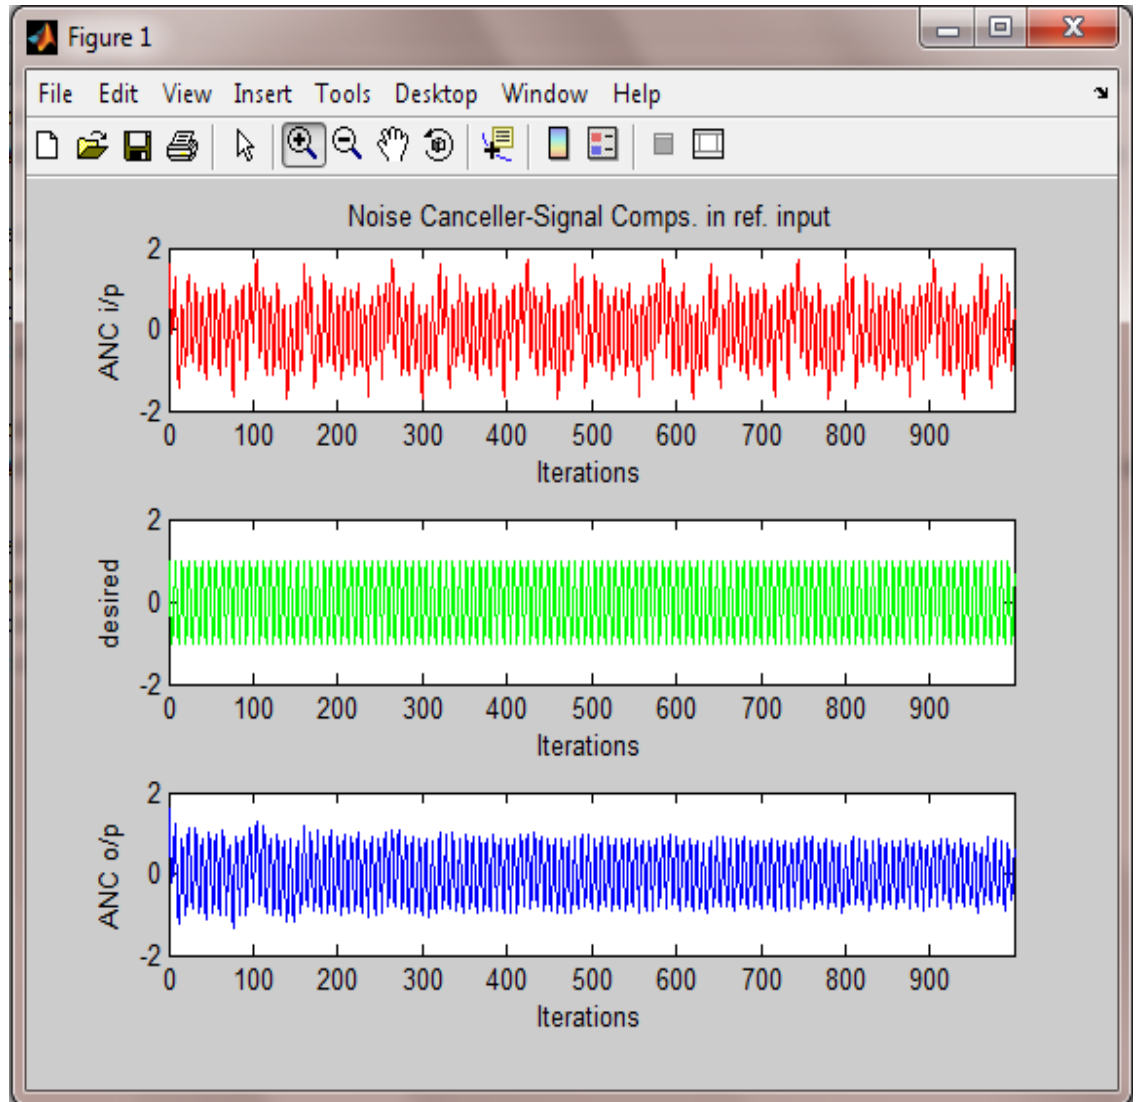 Figure 1
File Edit View Insert Tools Desktop Window Help
Noise Canceller-Signal Comps. in ref. input
2
0
-2
ANC i/p
0 100 200 300 400 500 600 700 800 900
Iterations
2
0
-2
desired
0 100 200 300 400 500 600 700 800 900
Iterations
2
0
-2
ANC o/p
0 100 200 300 400 500 600 700 800 900
Iterations